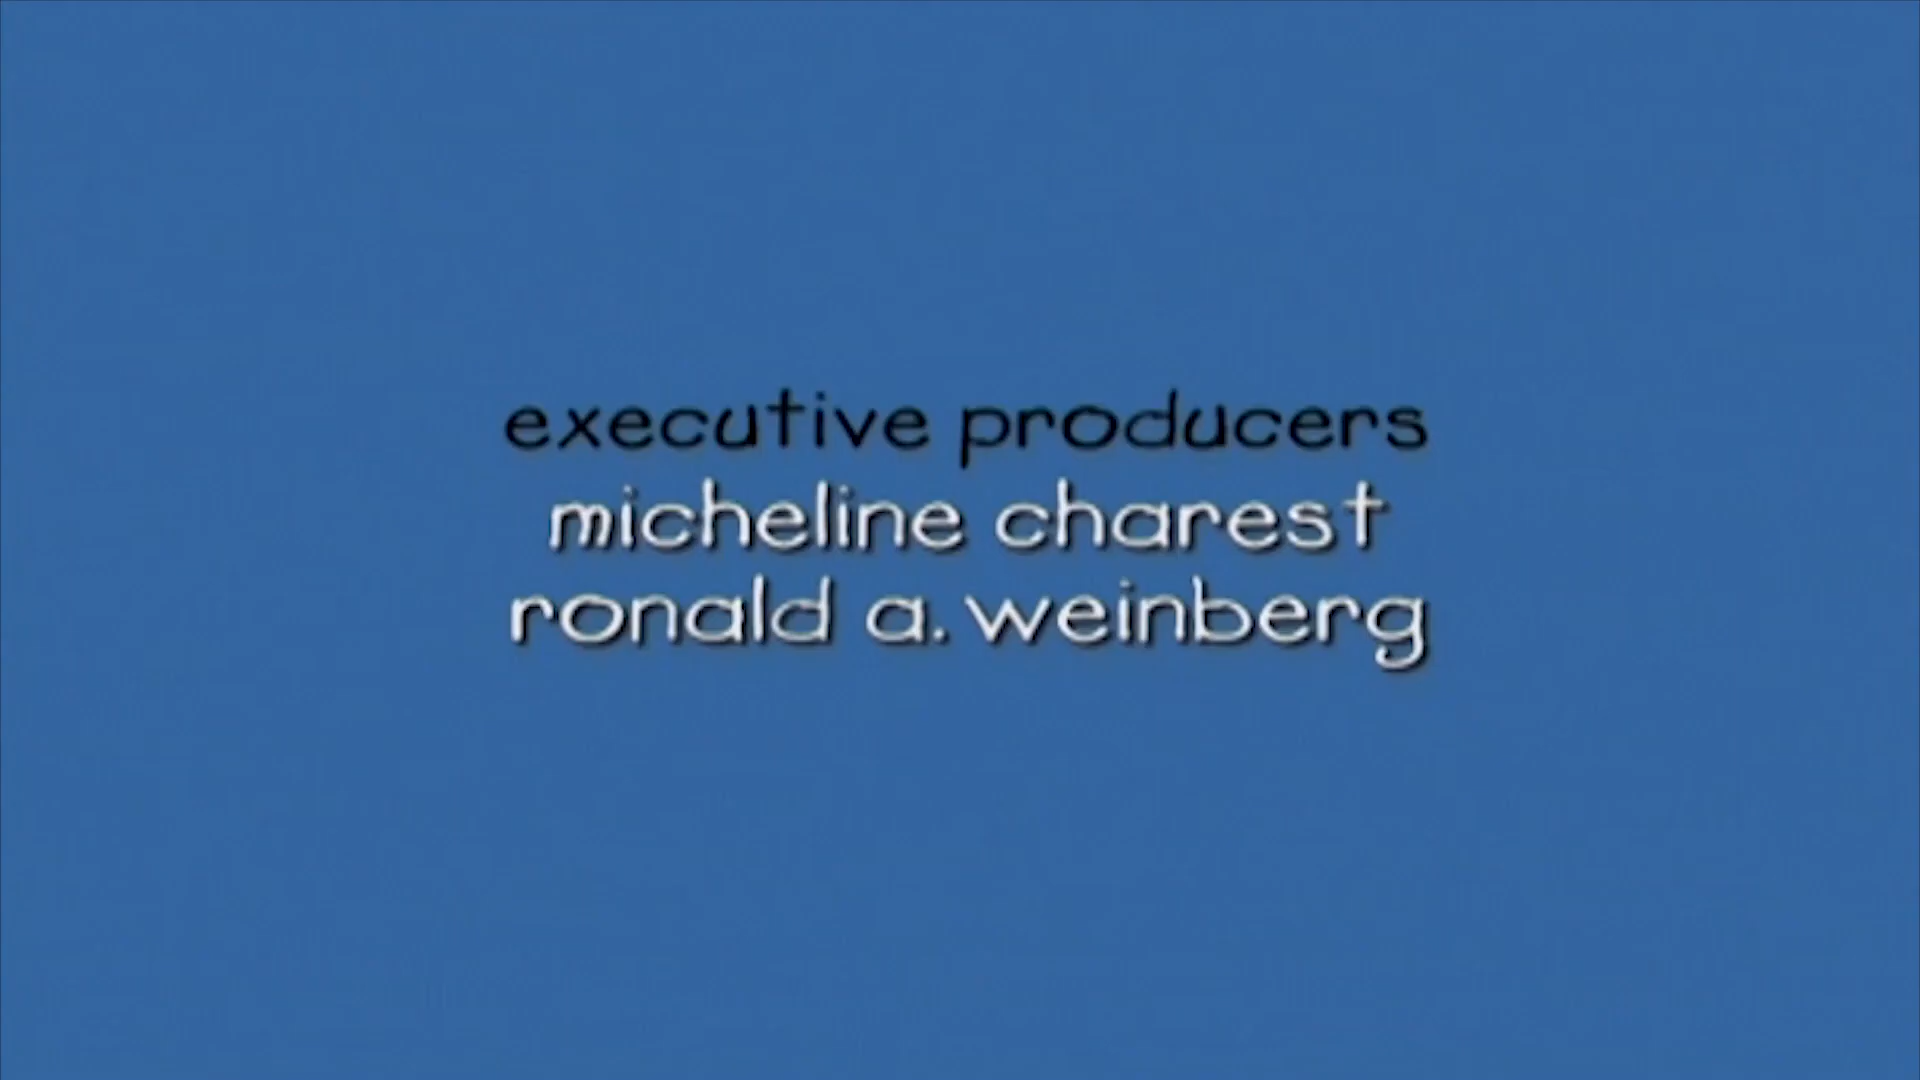 executive producers
micheline charest
ronald a. weinberg